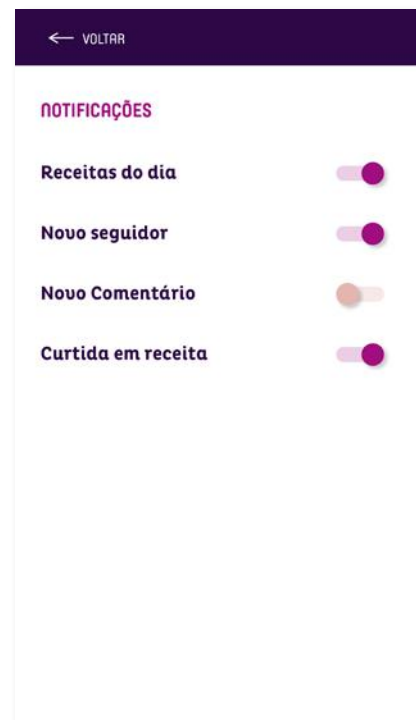 VOLTAR
NOTIFICAÇÕES
Receitas do dia
Novo seguidor
Novo Comentário
Curtida em receita